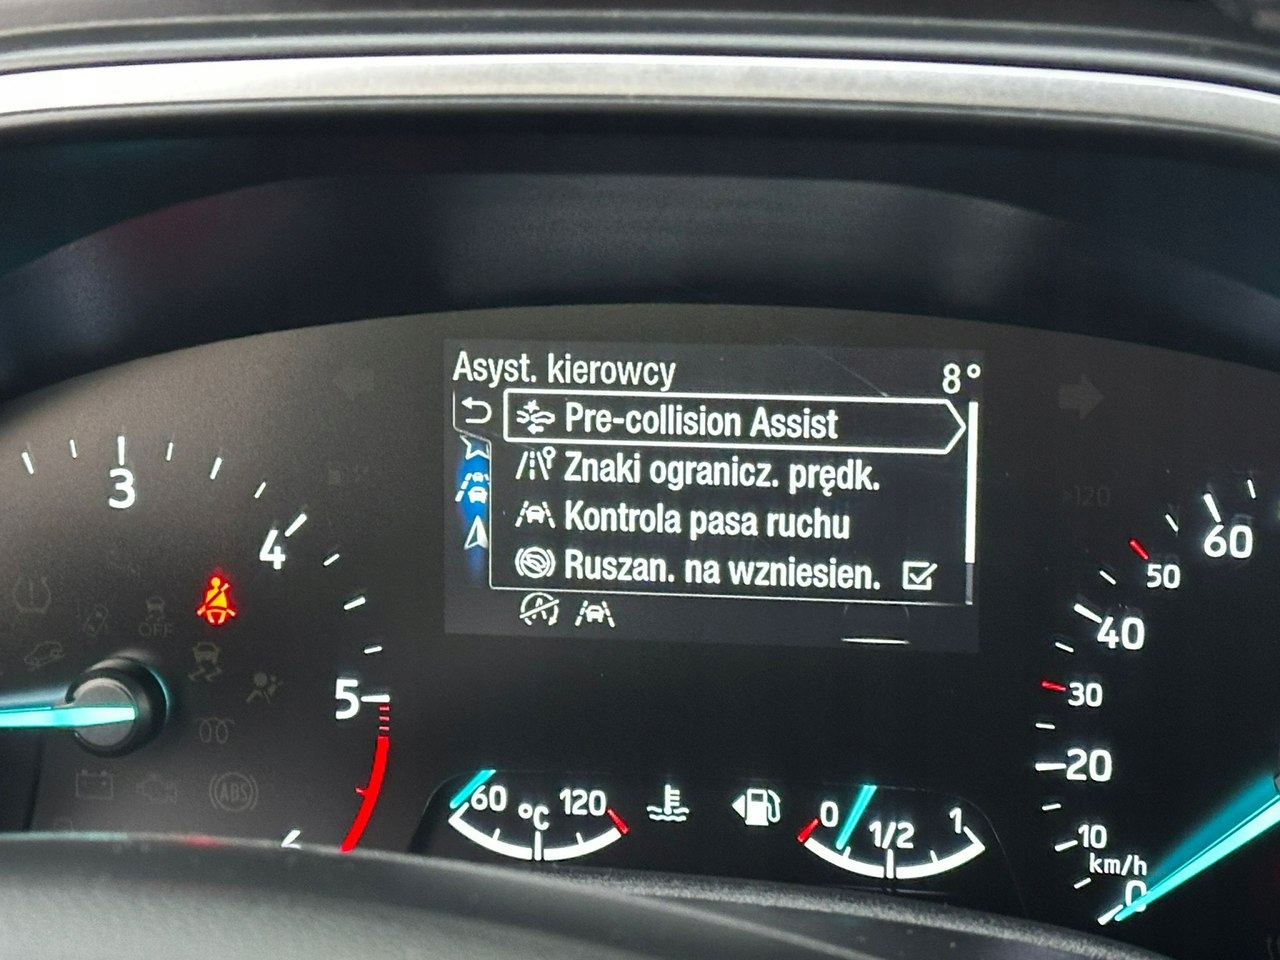 Asyst. kierowcy
8°
Pre-collision Assist
Znaki ogranicz. prędk.
Kontrola pasa ruchu
Ruszan. na wzniesien.
3
4
5
OFF
ABS
60
°C
120
0
1/2
1
60
50
40
30
20
10
km/h
0